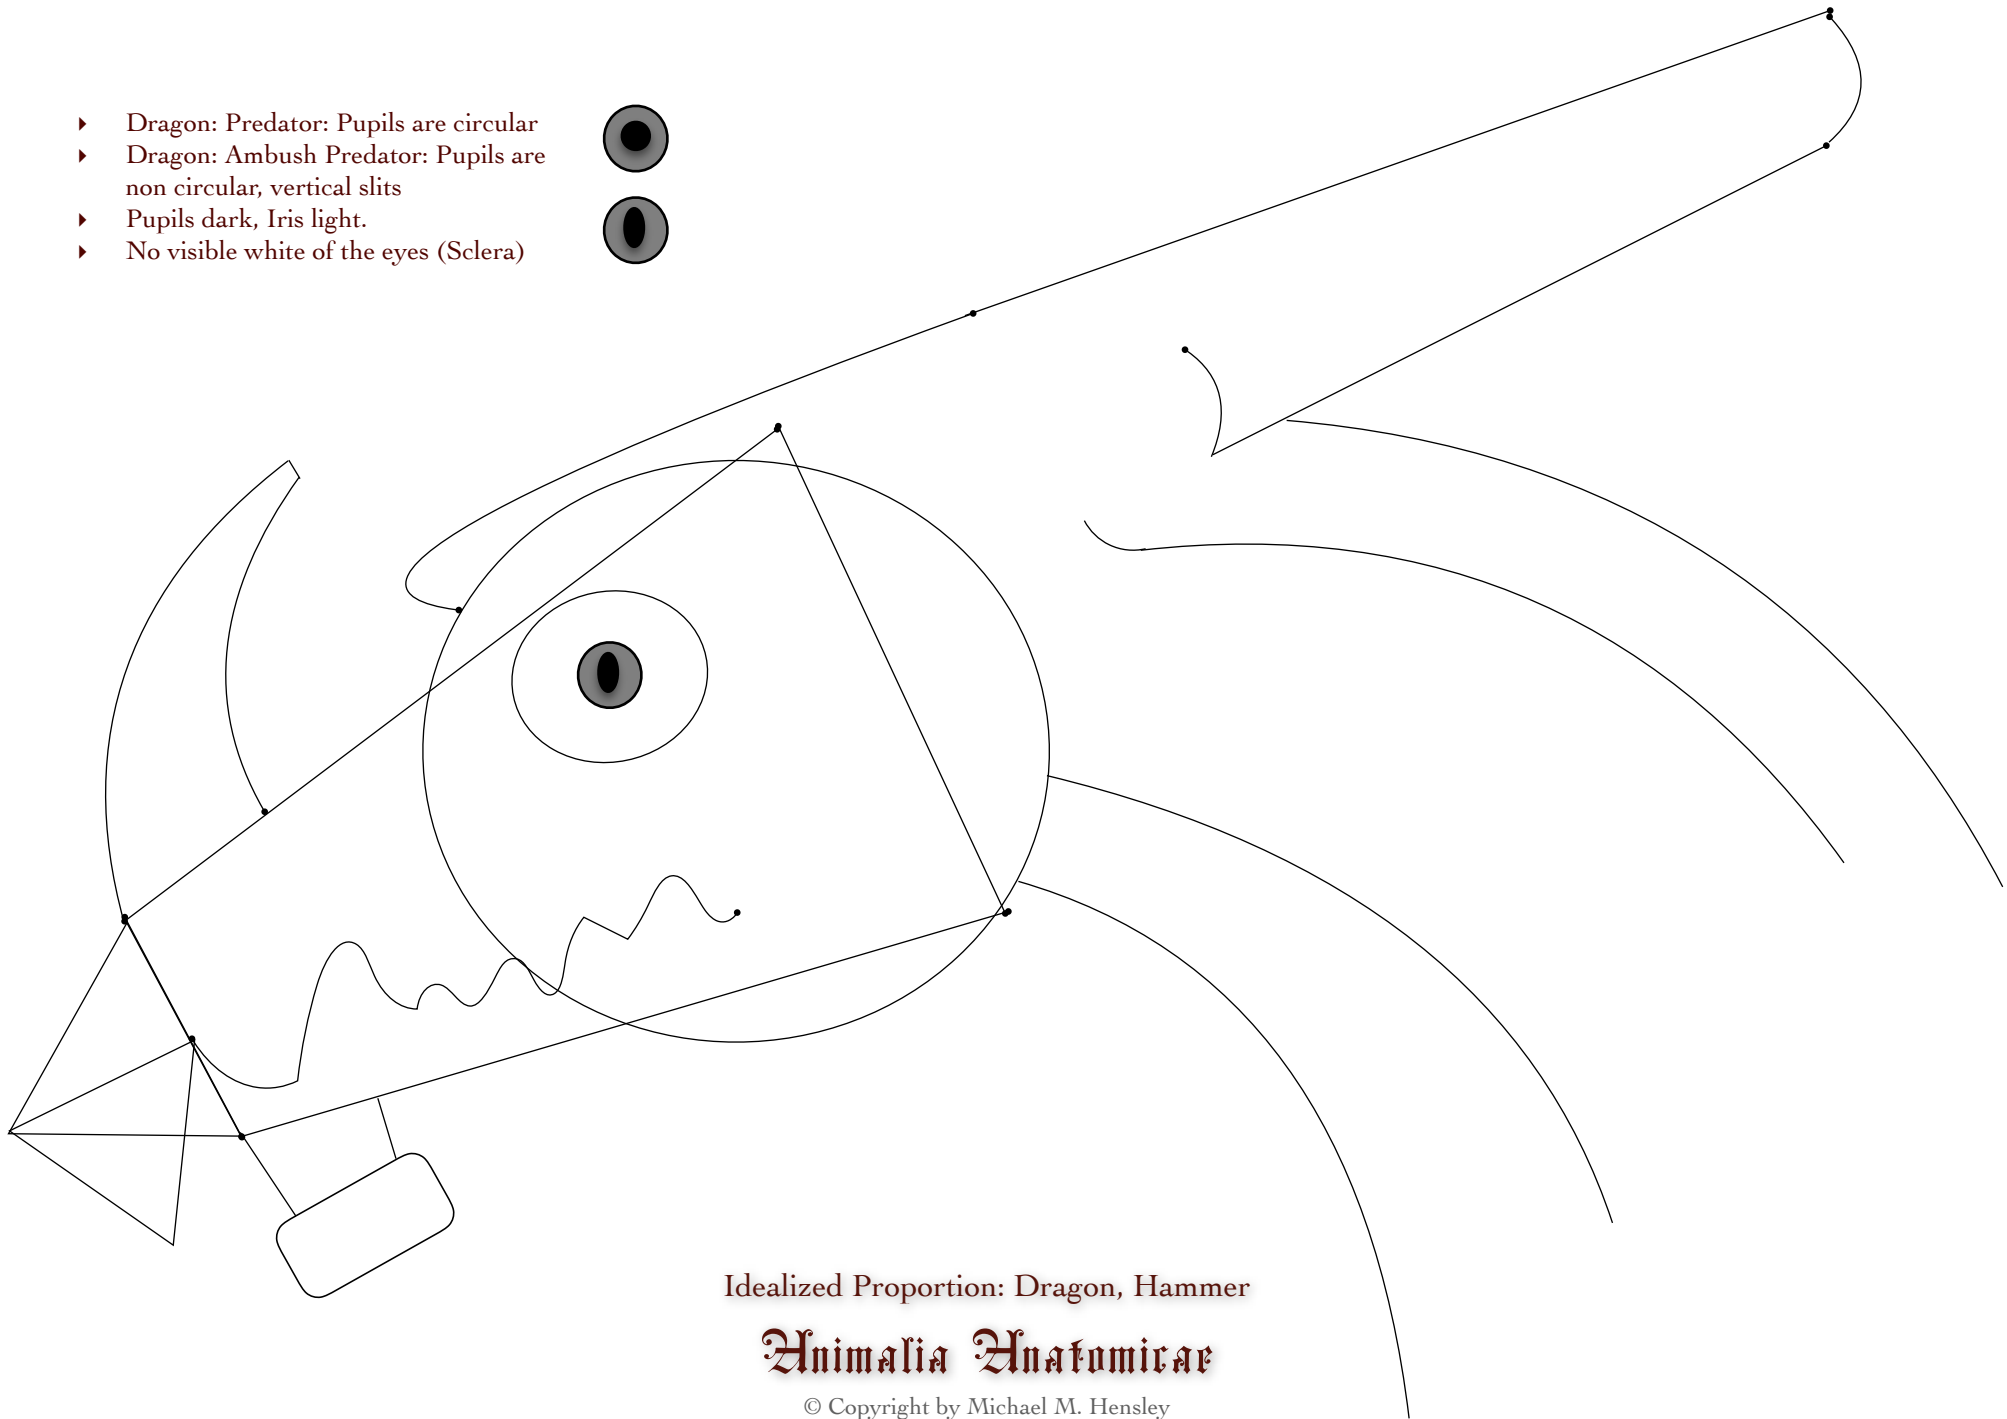 Dragon: Predator: Pupils are circular
Dragon: Ambush Predator: Pupils are
non circular, vertical slits
Pupils dark, Iris light.
No visible white of the eyes (Sclera)
Idealized Proportion: Dragon, Hammer
Animalia Anatomicae
© Copyright by Michael M. Hensley